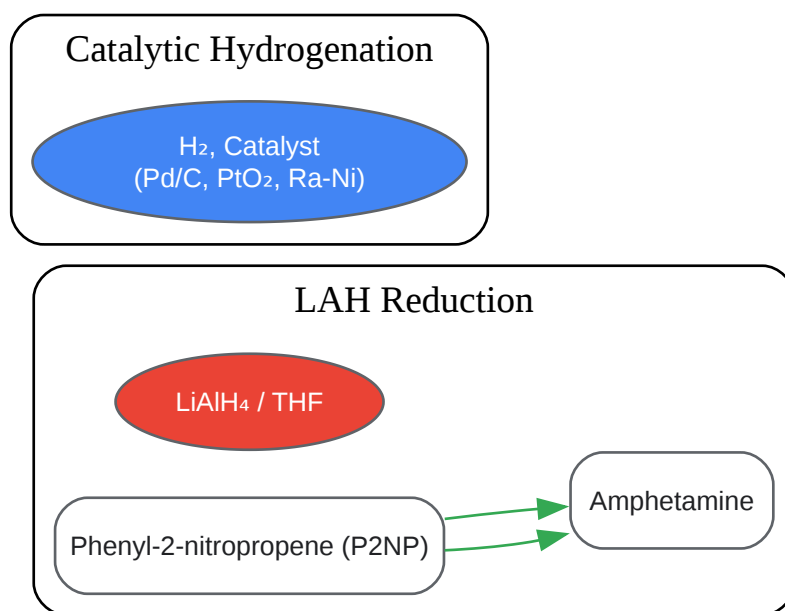 Catalytic Hydrogenation
H₂, Catalyst
(Pd/C, PtO₂, Ra-Ni)
LAH Reduction
LiAlH₄ / THF
Amphetamine
Phenyl-2-nitropropene (P2NP)